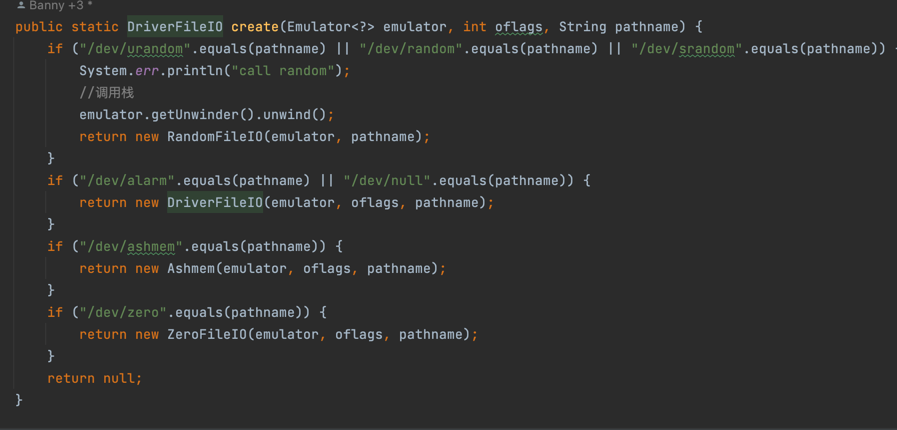 Banny +3 *
public static DriverFileIO create(Emulator<?> emulator, int oflags, String pathname) {
    if ("/dev/urandom".equals(pathname) || "/dev/random".equals(pathname) || "/dev/srandom".equals(pathname)) {
        System.err.println("call random");
        //调用栈
        emulator.getUnwinder().unwind();
        return new RandomFileIO(emulator, pathname);
    }
    if ("/dev/alarm".equals(pathname) || "/dev/null".equals(pathname)) {
        return new DriverFileIO(emulator, oflags, pathname);
    }
    if ("/dev/ashmem".equals(pathname)) {
        return new Ashmem(emulator, oflags, pathname);
    }
    if ("/dev/zero".equals(pathname)) {
        return new ZeroFileIO(emulator, oflags, pathname);
    }
    return null;
}